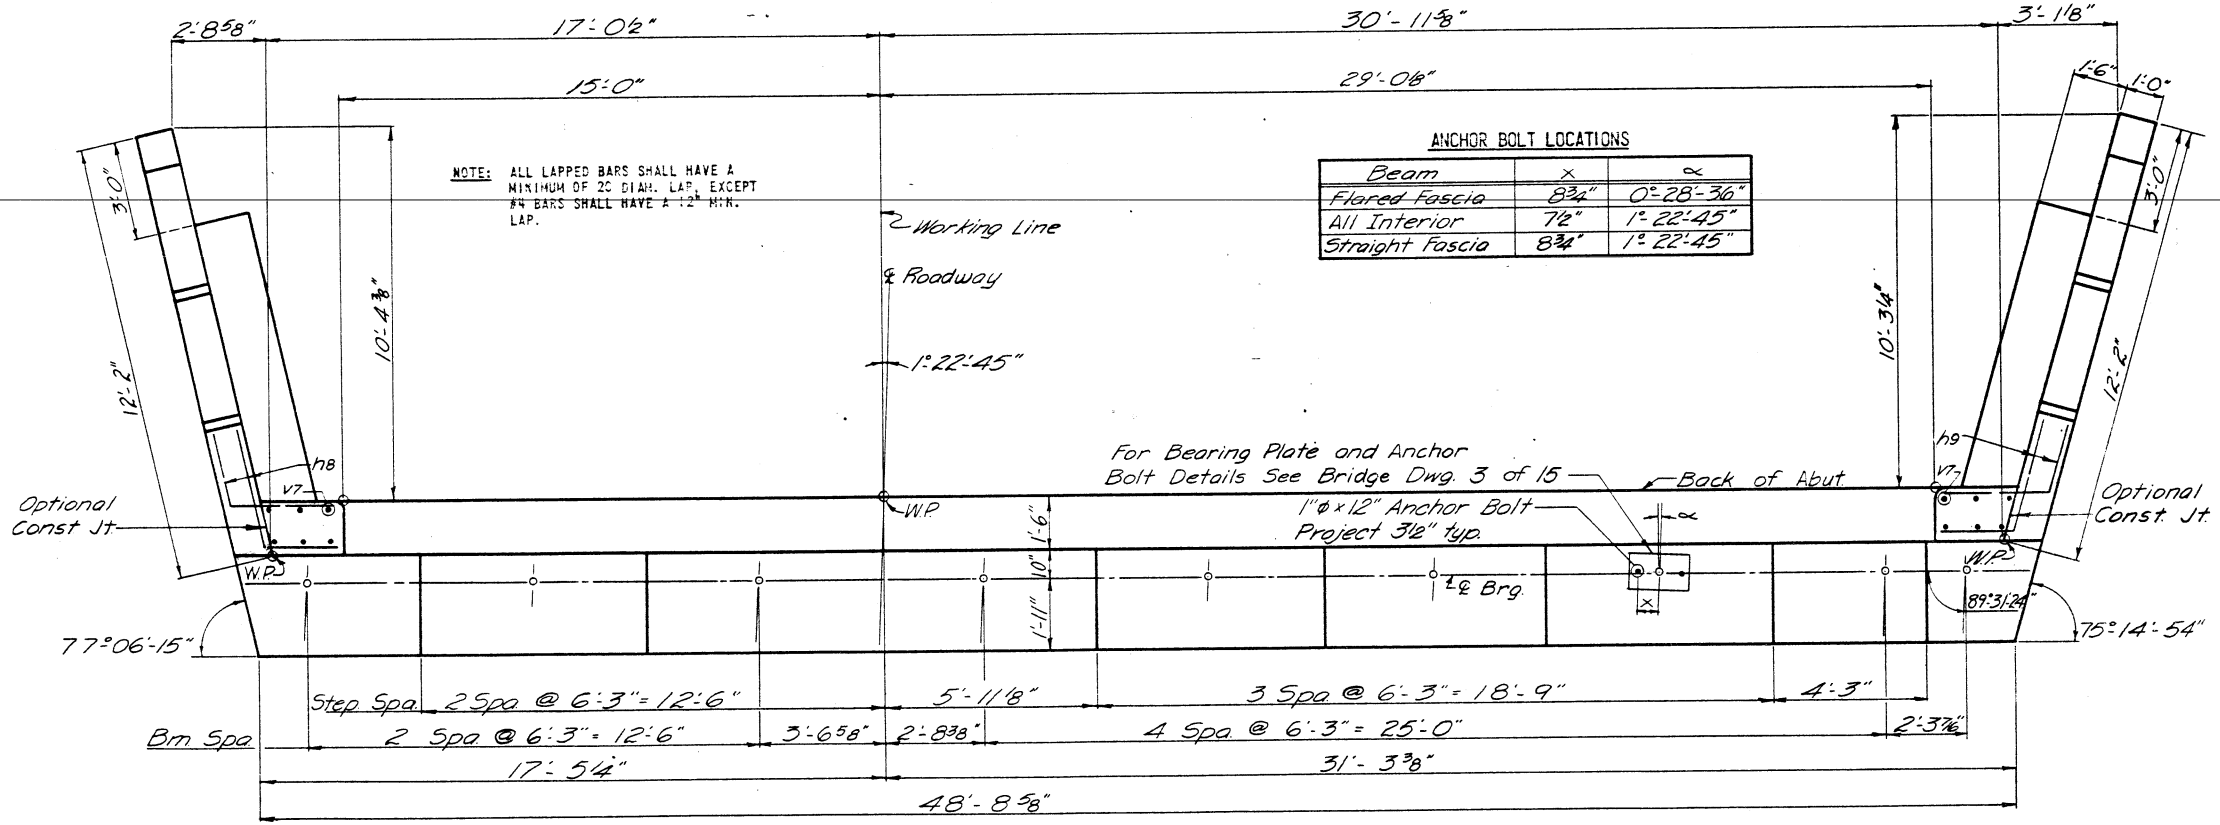 2'-8 5/8"
17'-0 1/2"
30'-11 5/8"
3'-1 1/8"
15'-0"
29'-0 1/8"
1'-6"
1'-0"
3'-0"
10'-4 3/8"
12'-2"
NOTE: ALL LAPPED BARS SHALL HAVE A
MINIMUM OF 20 DIAM. LAP, EXCEPT
#4 BARS SHALL HAVE A 12" MIN.
LAP.
Working Line
℄ Roadway
1°-22'-45"
ANCHOR BOLT LOCATIONS
Beam x α
Flared Fascia 8 3/4" 0°-28'-36"
All Interior 7 1/2" 1°-22'-45"
Straight Fascia 8 3/4" 1°-22'-45"
10'-3 1/4"
3'-0"
12'-2"
h8
v7
Optional
Const. Jt.
W.P.
77°-06'-15"
W.P.
For Bearing Plate and Anchor
Bolt Details See Bridge Dwg. 3 of 15
Back of Abut.
1"φ x 12" Anchor Bolt
Project 3 1/2" typ.
α
1'-6"
10"
1'-11"
℄ Brg.
x
h9
v7
Optional
Const. Jt.
W.P.
89°-31'-24"
75°-14'-54"
Step Spa. 2 Spa @ 6'-3" = 12'-6" 5'-11 1/8" 3 Spa @ 6'-3" = 18'-9" 4'-3"
Bm Spa. 2 Spa. @ 6'-3" = 12'-6" 3'-6 5/8" 2'-8 3/8" 4 Spa. @ 6'-3" = 25'-0" 2'-3 7/16"
17'-5 1/4" 31'-3 3/8"
48'-8 5/8"